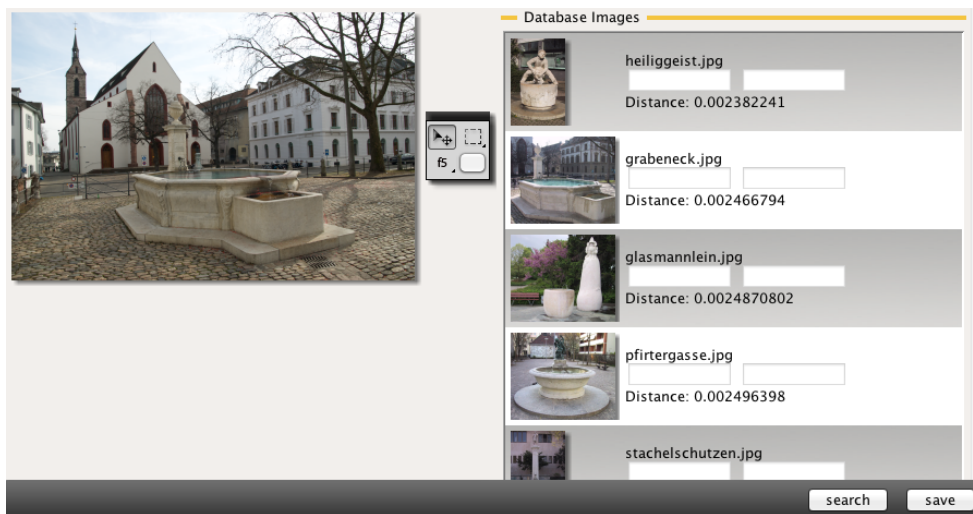 Database Images
heiliggeist.jpg
Distance: 0.002382241
grabeneck.jpg
Distance: 0.002466794
f5
glasmannlein.jpg
Distance: 0.0024870802
pfirtergasse.jpg
Distance: 0.002496398
stachelschutzen.jpg
search save